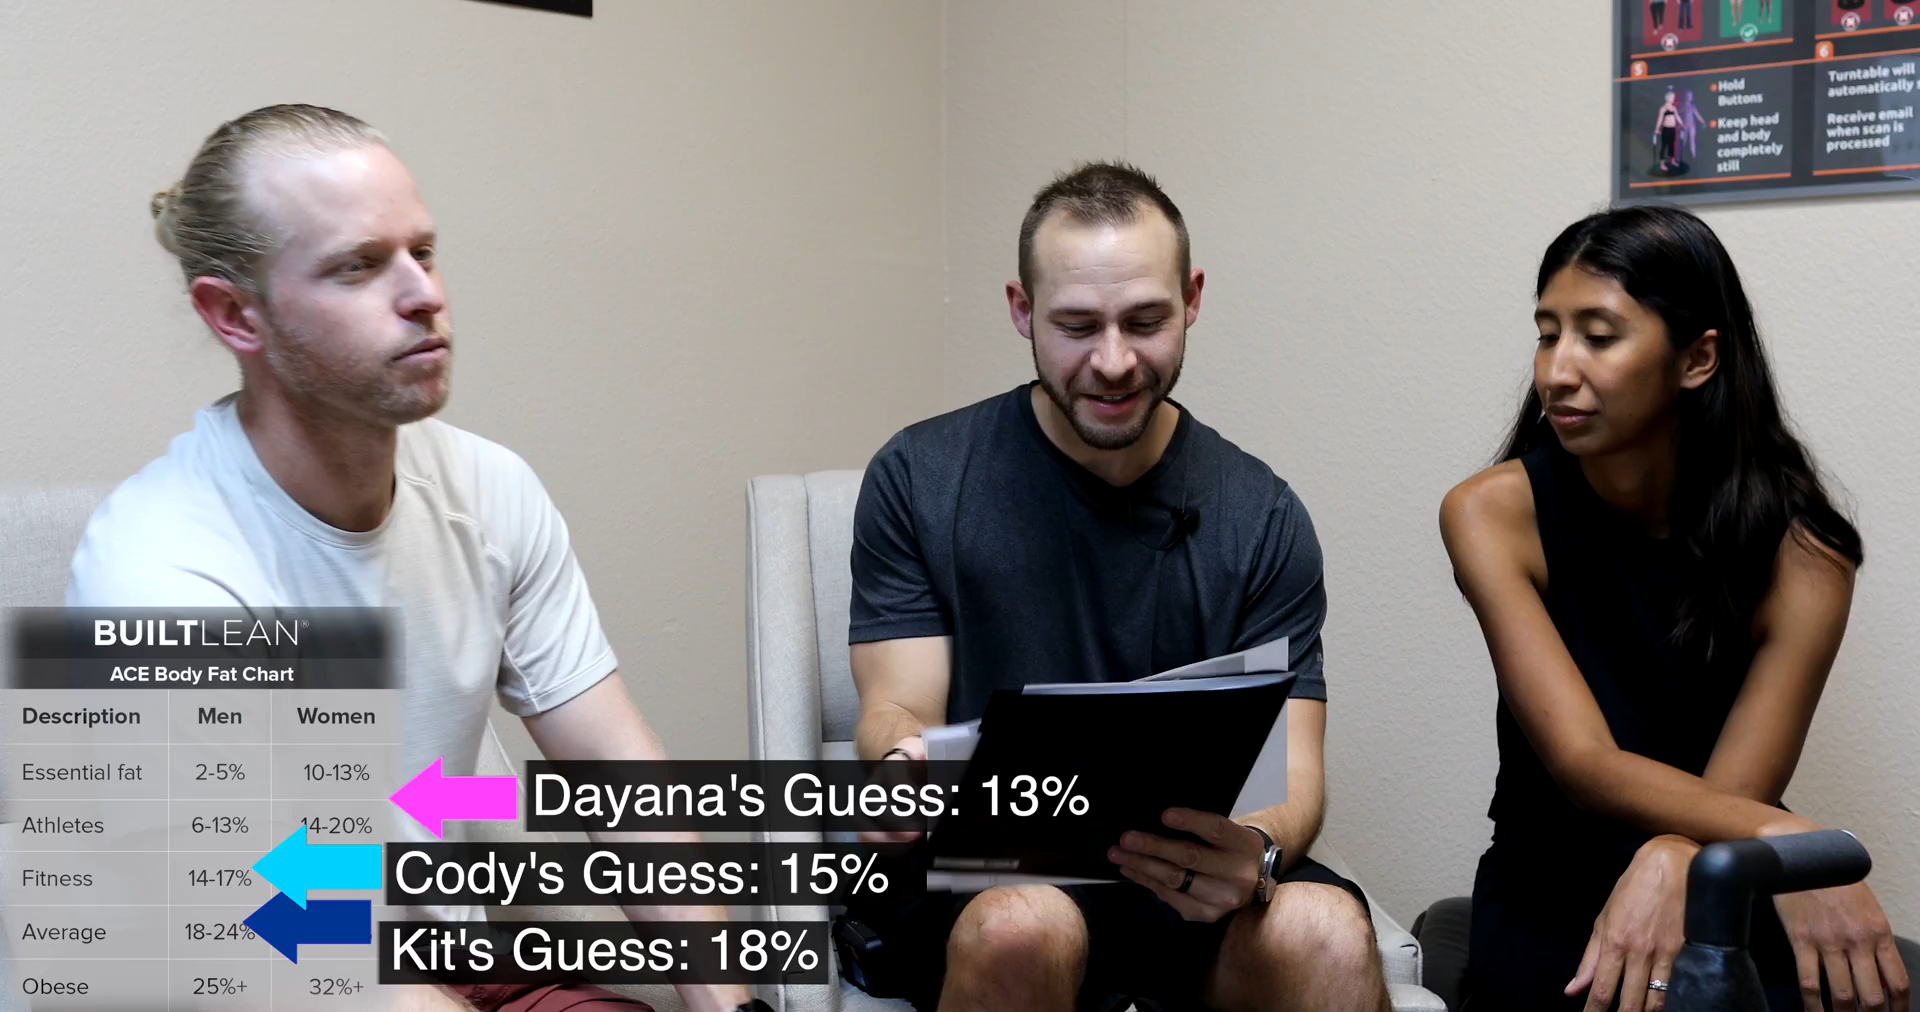 5
Hold
Buttons
Keep head
and body
completely
still
6
Turntable will
automatically
Receive email
when scan is
processed
BUILTLEAN®
ACE Body Fat Chart
Description Men Women
Essential fat 2-5% 10-13%
Athletes 6-13% 14-20%
Fitness 14-17%
Average 18-24%
Obese 25%+ 32%+
Dayana's Guess: 13%
Cody's Guess: 15%
Kit's Guess: 18%